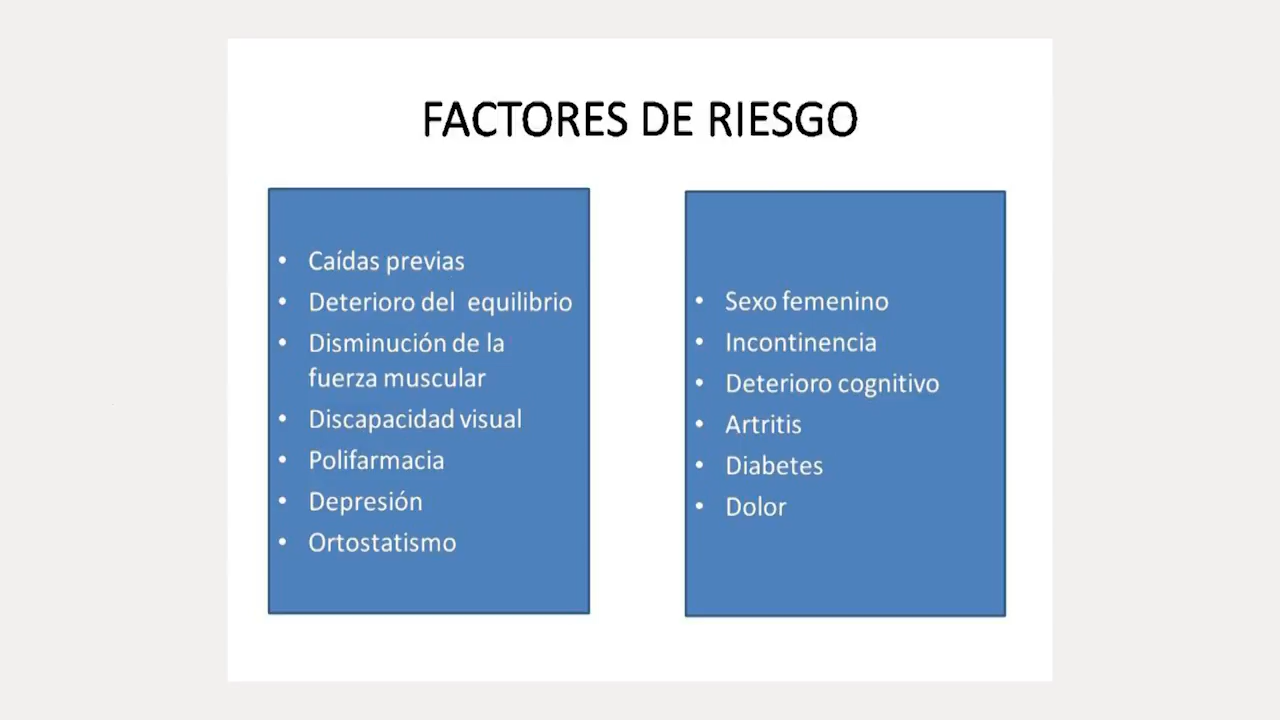 FACTORES DE RIESGO
• Caídas previas
• Deterioro del equilibrio
• Disminución de la
fuerza muscular
• Discapacidad visual
• Polifarmacia
• Depresión
• Ortostatismo
• Sexo femenino
• Incontinencia
• Deterioro cognitivo
• Artritis
• Diabetes
• Dolor